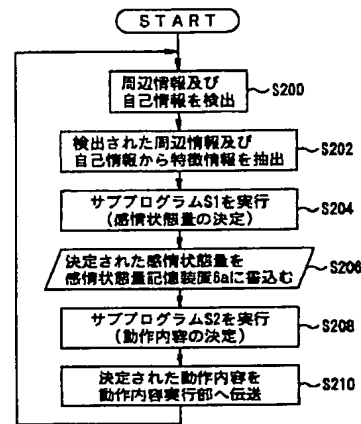 START
周辺情報及び
自己情報を検出
S200
検出された周辺情報及び
自己情報から特徴情報を抽出
S202
サブプログラムS1を実行
(感情状態量の決定)
S204
決定された感情状態量を
感情状態量記憶装置6aに書込む
S206
サブプログラムS2を実行
(動作内容の決定)
S208
決定された動作内容を
動作内容実行部へ伝送
S210